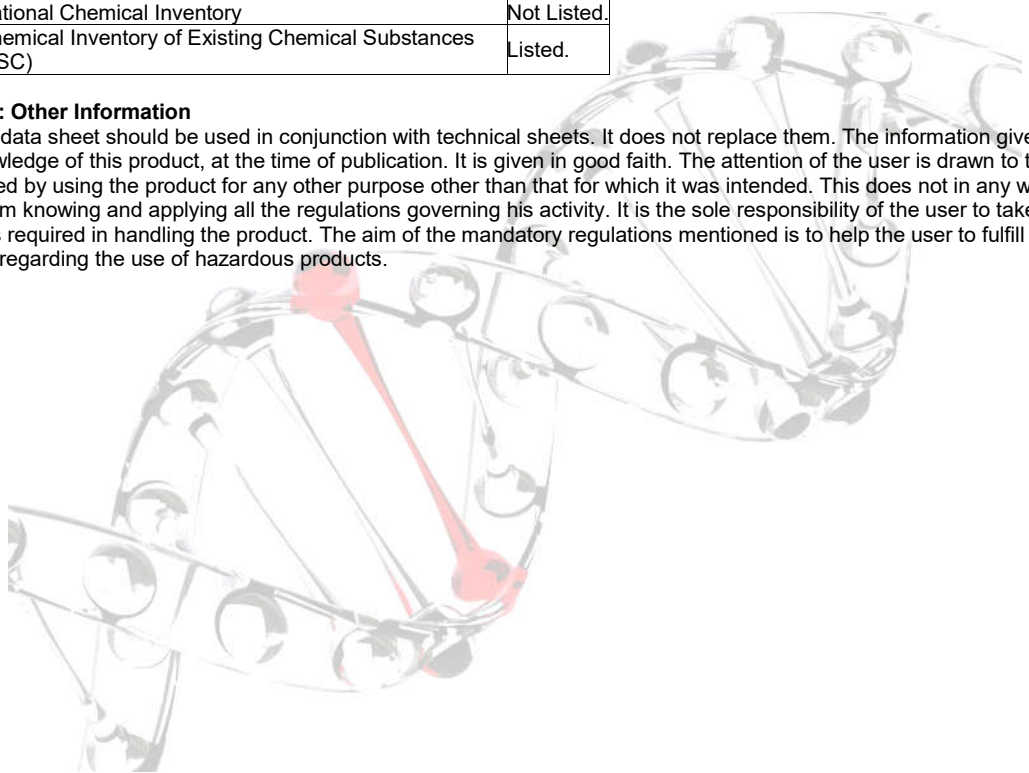 tional Chemical Inventory Not Listed.
emical Inventory of Existing Chemical Substances Listed.
SC)
: Other Information
data sheet should be used in conjunction with technical sheets. It does not replace them. The information give
wledge of this product, at the time of publication. It is given in good faith. The attention of the user is drawn to t
ed by using the product for any other purpose other than that for which it was intended. This does not in any w
m knowing and applying all the regulations governing his activity. It is the sole responsibility of the user to take
s required in handling the product. The aim of the mandatory regulations mentioned is to help the user to fulfill
regarding the use of hazardous products.